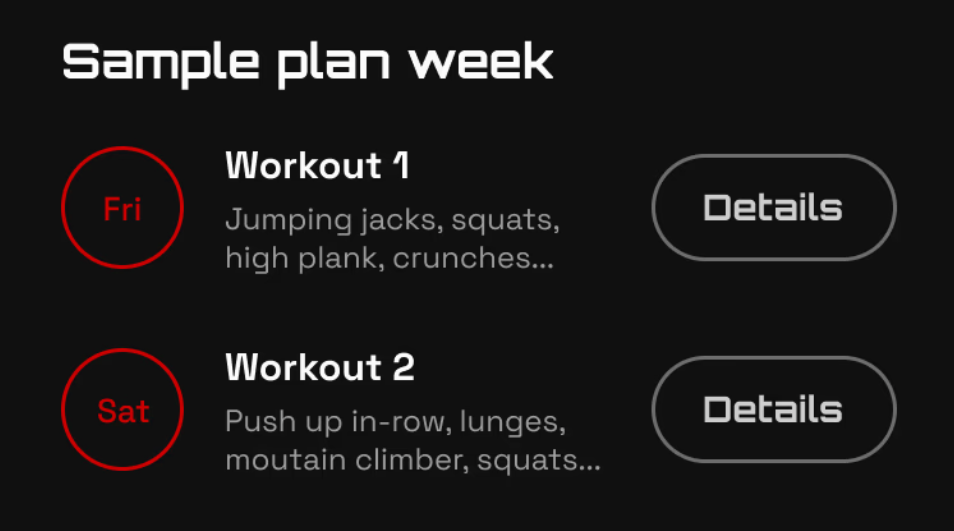 Sample plan week
Fri
Workout 1
Jumping jacks, squats,
high plank, crunches...
Details
Sat
Workout 2
Push up in-row, lunges,
moutain climber, squats...
Details